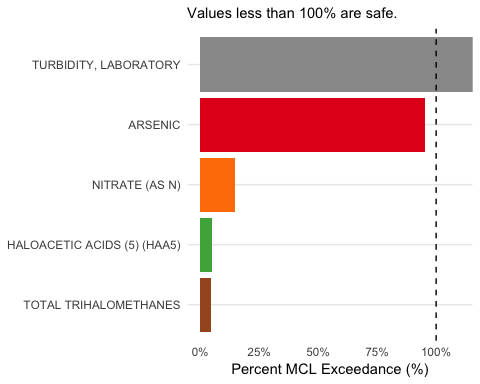 Values less than 100% are safe.
TURBIDITY, LABORATORY
ARSENIC
NITRATE (AS N)
HALOACETIC ACIDS (5) (HAA5)
TOTAL TRIHALOMETHANES
0% 25% 50% 75% 100%
Percent MCL Exceedance (%)